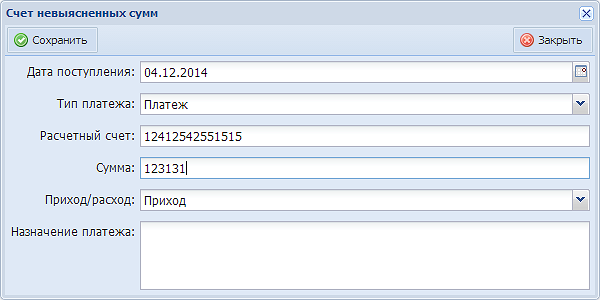 Счет невыясненных сумм
Сохранить Закрыть
Дата поступления: 04.12.2014
Тип платежа: Платеж
Расчетный счет: 12412542551515
Сумма: 123131
Приход/расход: Приход
Назначение платежа: